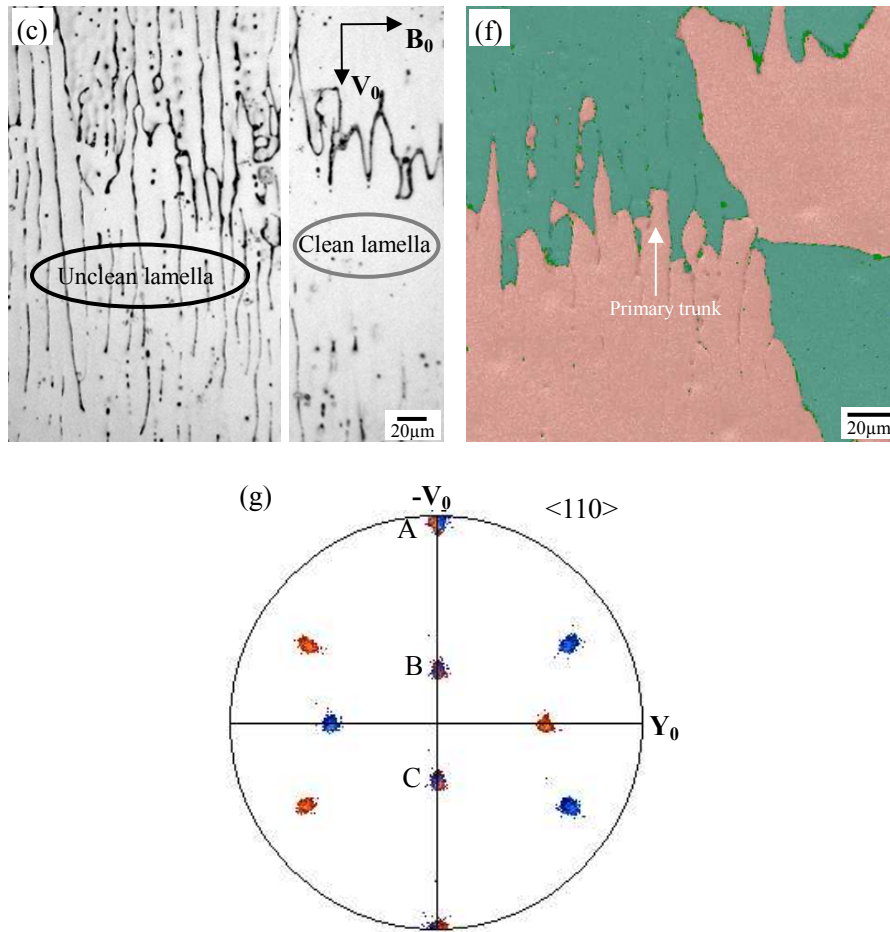 (c)
B₀
V₀
Unclean lamella
Clean lamella
20μm
(f)
Primary trunk
20μm
(g)
-V₀
<110>
A
B
Y₀
C